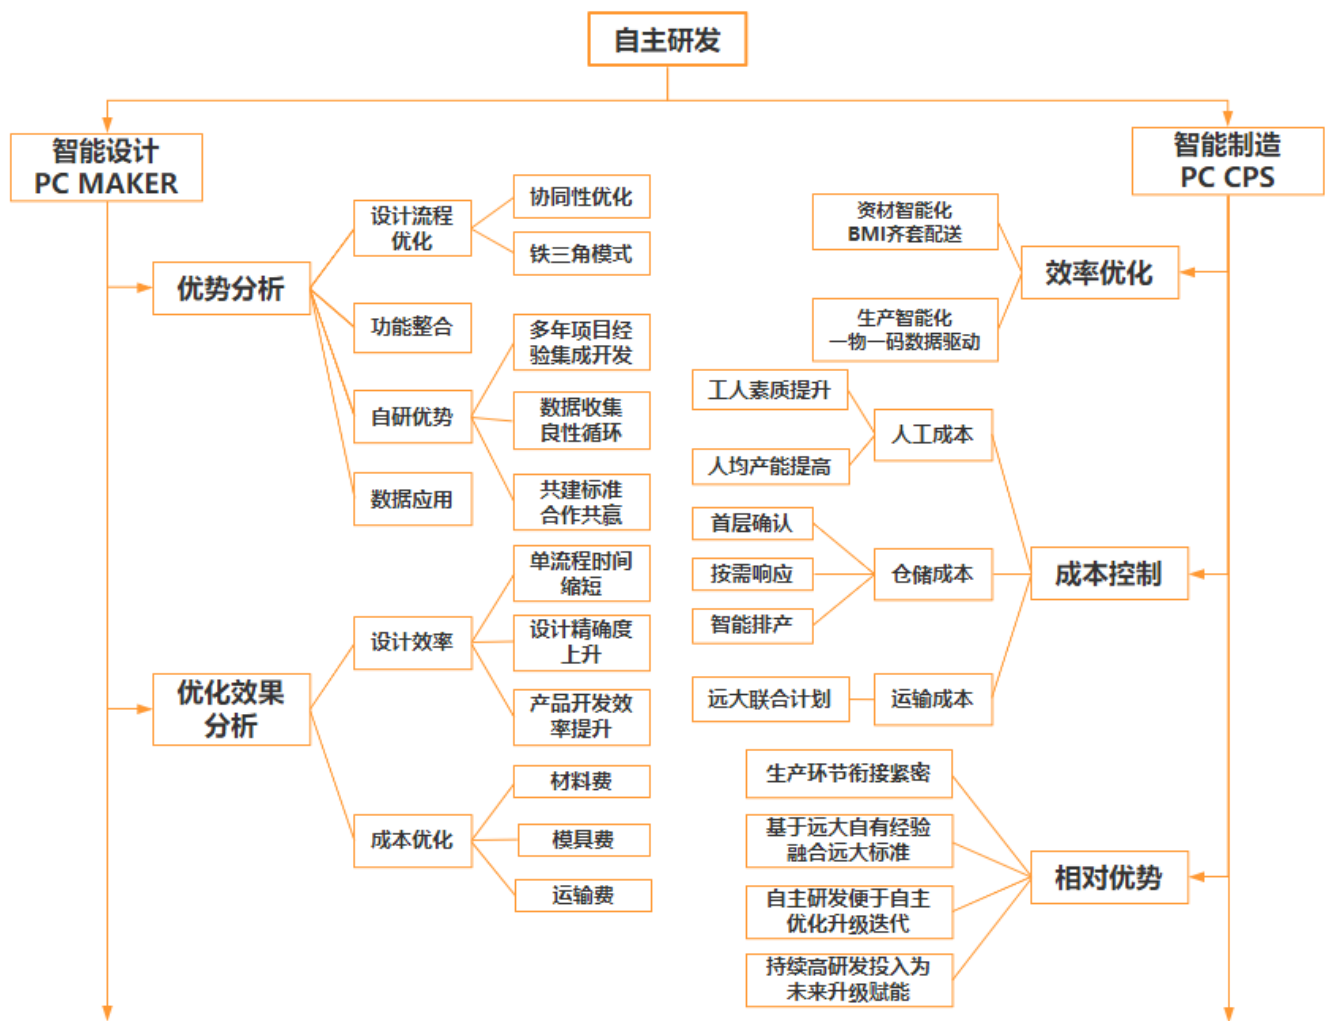 自主研发
智能设计
PC MAKER
优势分析
设计流程
优化
协同性优化
铁三角模式
功能整合
自研优势
多年项目经
验集成开发
数据收集
良性循环
共建标准
合作共赢
数据应用
优化效果
分析
设计效率
单流程时间
缩短
设计精确度
上升
产品开发效
率提升
成本优化
材料费
模具费
运输费
智能制造
PC CPS
效率优化
资材智能化
BMI齐套配送
生产智能化
一物一码数据驱动
成本控制
人工成本
工人素质提升
人均产能提高
仓储成本
首层确认
按需响应
智能排产
运输成本
远大联合计划
相对优势
生产环节衔接紧密
基于远大自有经验
融合远大标准
自主研发便于自主
优化升级迭代
持续高研发投入为
未来升级赋能